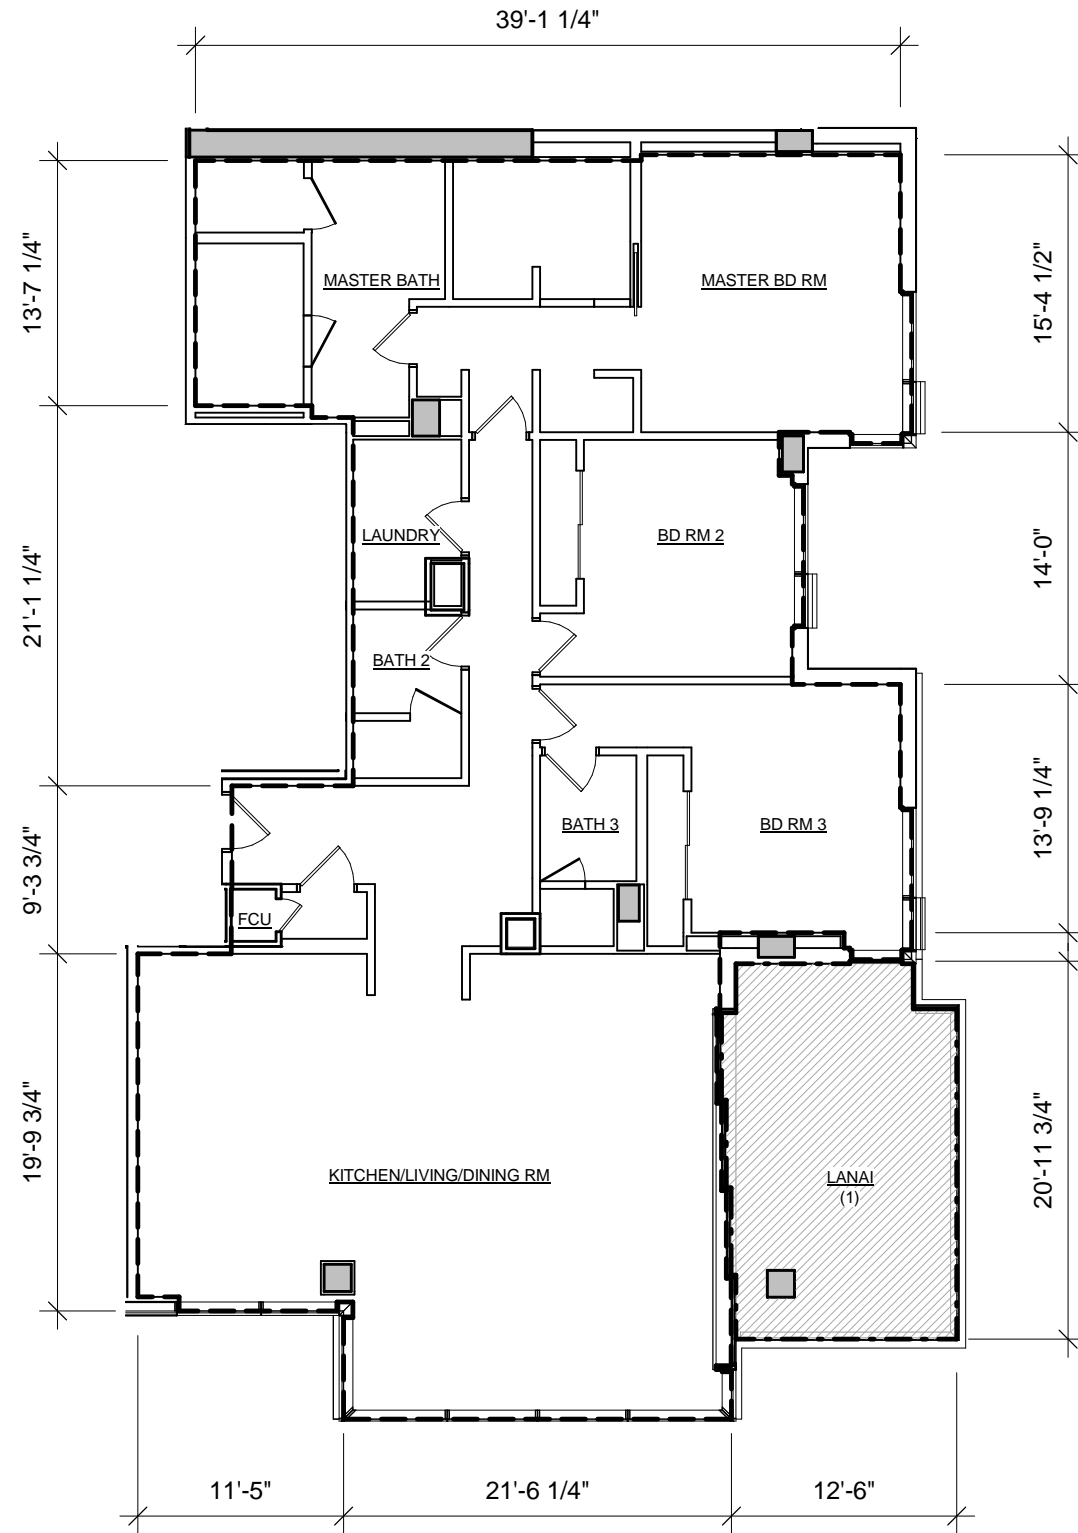 39'-1 1/4"
13'-7 1/4"
15'-4 1/2"
MASTER BATH
MASTER BD RM
21'-1 1/4"
14'-0"
LAUNDRY
BD RM 2
BATH 2
9'-3 3/4"
13'-9 1/4"
BATH 3
BD RM 3
FCU
19'-9 3/4"
20'-11 3/4"
KITCHEN/LIVING/DINING RM
LANAI
(1)
11'-5"
21'-6 1/4"
12'-6"